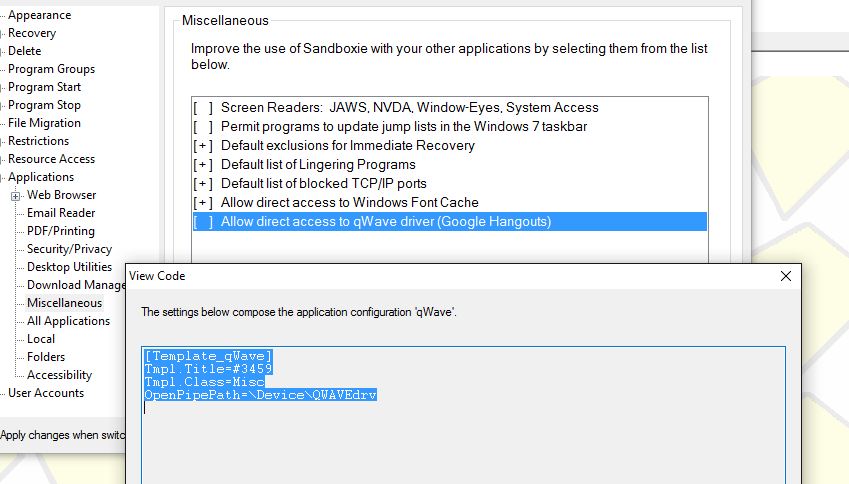 Appearance
Recovery
Delete
Program Groups
Program Start
Program Stop
File Migration
Restrictions
Resource Access
Applications
Web Browser
Email Reader
PDF/Printing
Security/Privacy
Desktop Utilities
Download Manage
Miscellaneous
All Applications
Local
Folders
Accessibility
User Accounts
Apply changes when switc
Miscellaneous
Improve the use of Sandboxie with your other applications by selecting them from the list
below.
[ ] Screen Readers: JAWS, NVDA, Window-Eyes, System Access
[ ] Permit programs to update jump lists in the Windows 7 taskbar
[+] Default exclusions for Immediate Recovery
[+] Default list of Lingering Programs
[+] Default list of blocked TCP/IP ports
[+] Allow direct access to Windows Font Cache
[ ] Allow direct access to qWave driver (Google Hangouts)
View Code
The settings below compose the application configuration 'qWave'.
[Template_qWave]
Tmpl.Title=#3459
Tmpl.Class=Misc
OpenPipePath=\Device\QWAVEdrv